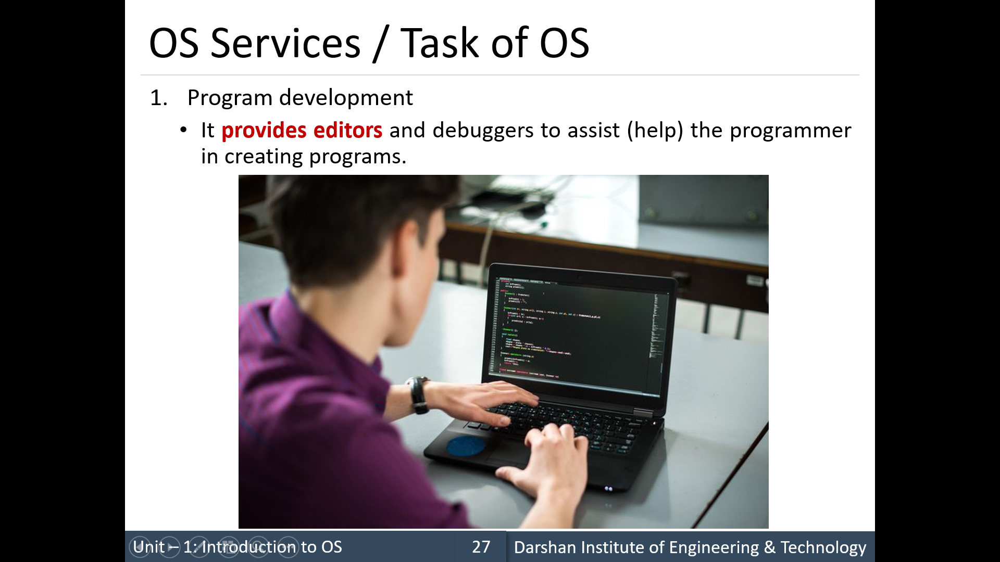 OS Services / Task of OS
1. Program development
• It provides editors and debuggers to assist (help) the programmer
in creating programs.
Unit – 1: Introduction to OS
27
Darshan Institute of Engineering & Technology